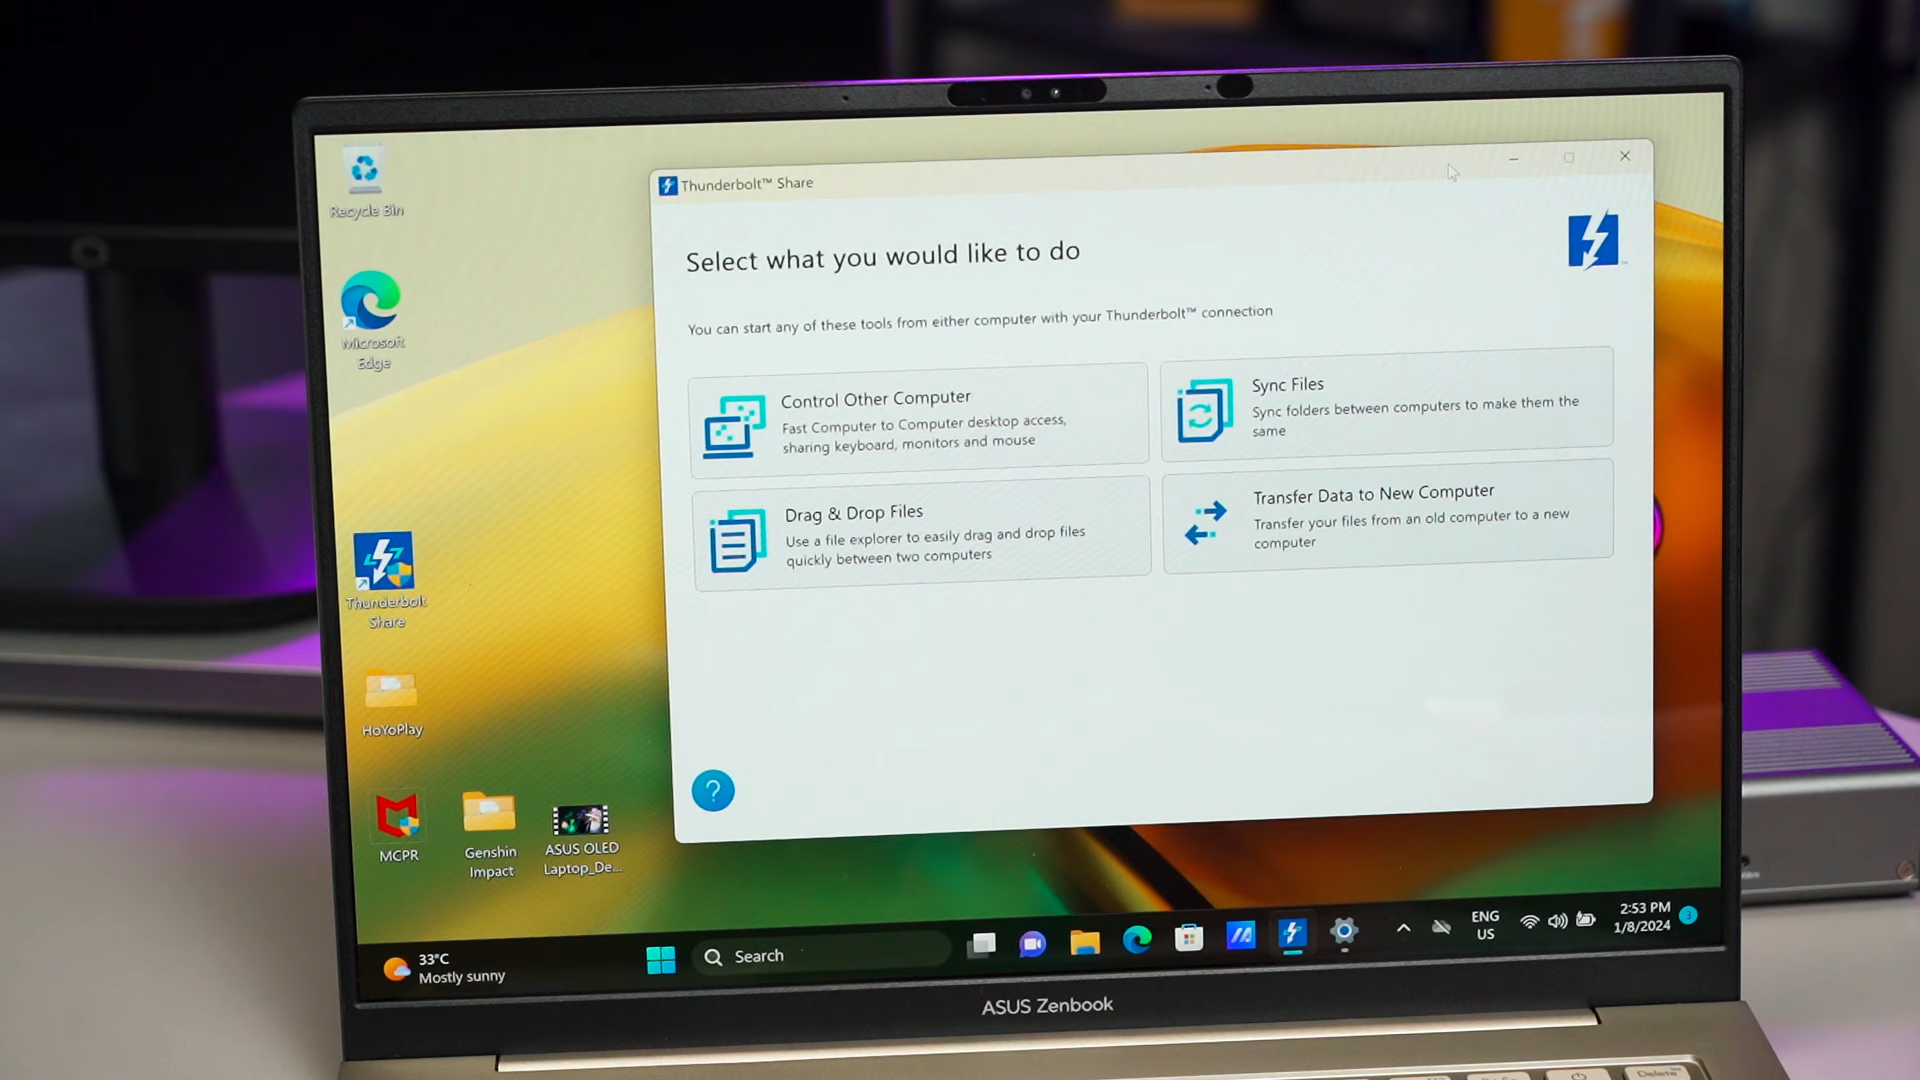 Recycle Bin
Microsoft
Edge
Thunderbolt
Share
HoYoPlay
MCPR
Genshin
Impact
ASUS OLED
Laptop_De...
Thunderbolt™ Share
Select what you would like to do
You can start any of these tools from either computer with your Thunderbolt™ connection
Control Other Computer
Fast Computer to Computer desktop access,
sharing keyboard, monitors and mouse
Sync Files
Sync folders between computers to make them the
same
Drag & Drop Files
Use a file explorer to easily drag and drop files
quickly between two computers
Transfer Data to New Computer
Transfer your files from an old computer to a new
computer
?
33°C
Mostly sunny
Search
ENG
US
2:53 PM
1/8/2024
3
ASUS Zenbook
Delete